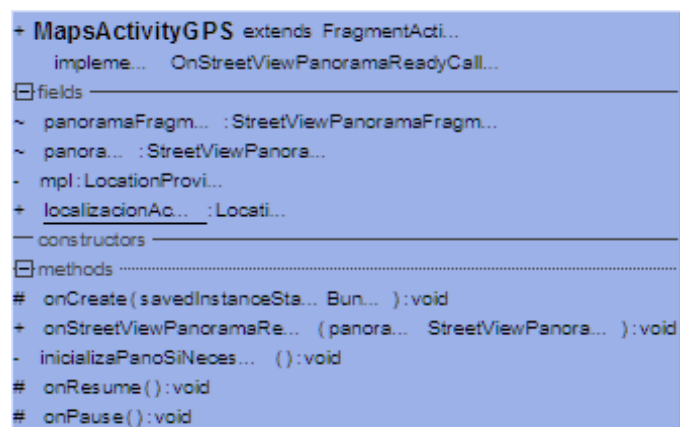 + MapsActivityGPS extends FragmentActi...
impleme... OnStreetViewPanoramaReadyCall...
fields
~ panoramaFragm... :StreetViewPanoramaFragm...
~ panora... :StreetViewPanora...
- mpl:LocationProvi...
+ localizacionAc... :Locati...
constructors
methods
# onCreate(savedInstanceSta... Bun... ):void
+ onStreetViewPanoramaRe... (panora... StreetViewPanora... ):void
- inicializaPanoSiNeces... ():void
# onResume():void
# onPause():void